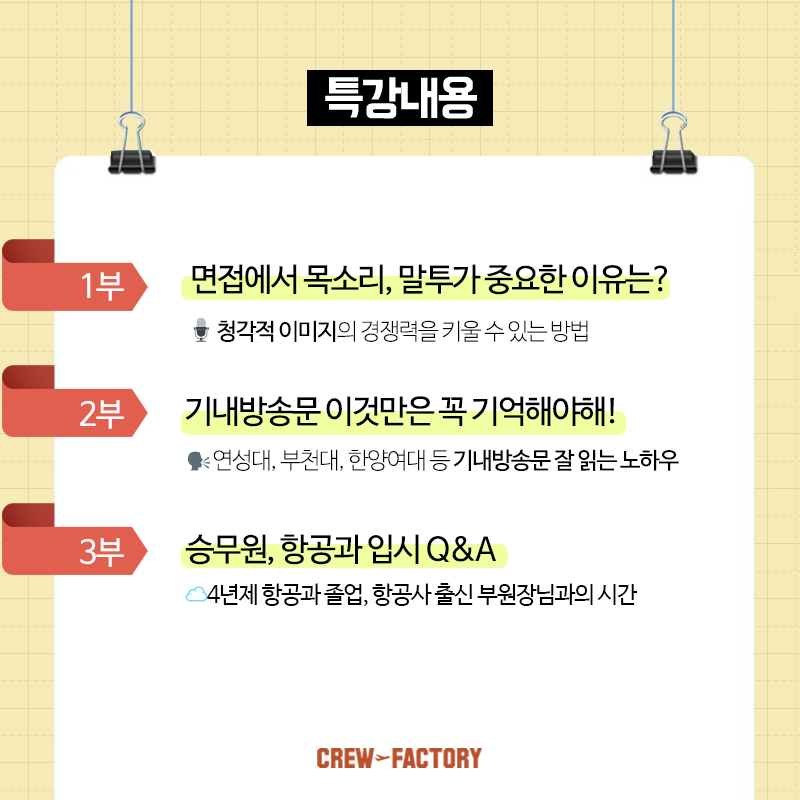 특강내용
1부
면접에서 목소리, 말투가 중요한 이유는?
청각적 이미지의 경쟁력을 키울 수 있는 방법
2부
기내방송문 이것만은 꼭 기억해야해!
연성대, 부천대, 한양여대 등 기내방송문 잘 읽는 노하우
3부
승무원, 항공과 입시 Q&A
4년제 항공과 졸업, 항공사 출신 부원장님과의 시간
CREW FACTORY